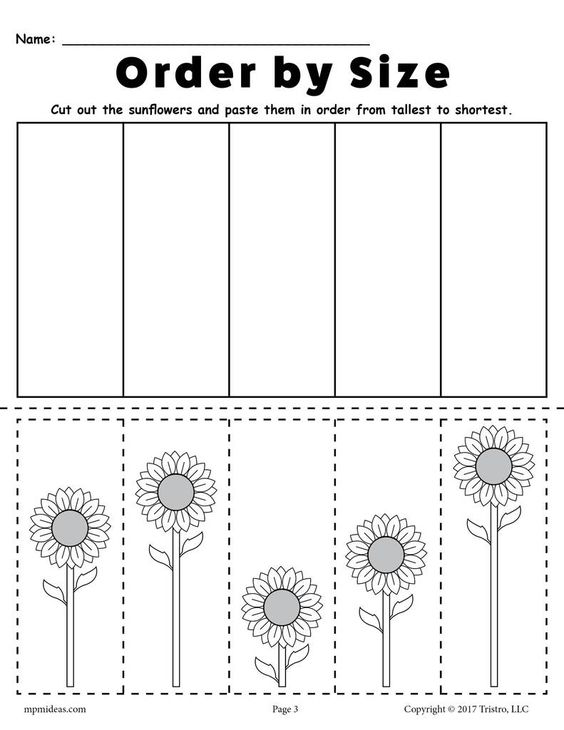 Name: ____________________________________
Order by Size
Cut out the sunflowers and paste them in order from tallest to shortest.
mpmideas.com
Page 3
Copyright © 2017 Tristro, LLC